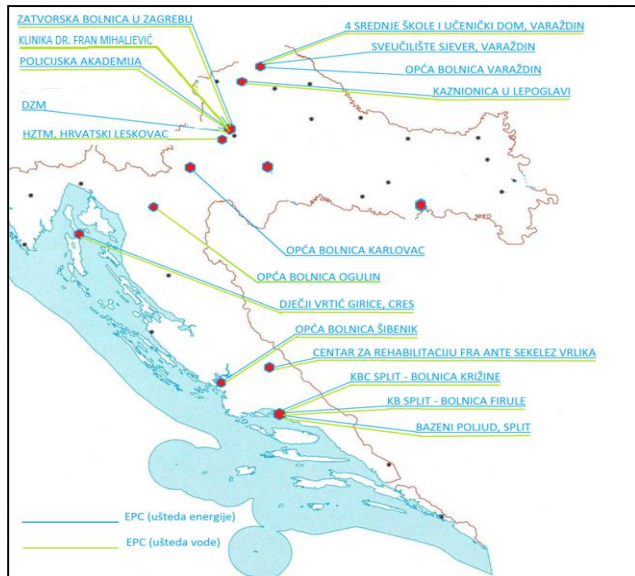 ZATVORSKA BOLNICA U ZAGREBU
KLINIKA DR. FRAN MIHALJEVIĆ
POLICIJSKA AKADEMIJA
DZM
HZTM, HRVATSKI LESKOVAC
4 SREDNJE ŠKOLE I UČENIČKI DOM, VARAŽDIN
SVEUČILIŠTE SJEVER, VARAŽDIN
OPĆA BOLNICA VARAŽDIN
KAZNIONICA U LEPOGLAVI
OPĆA BOLNICA KARLOVAC
OPĆA BOLNICA OGULIN
DJEČJI VRTIĆ GIRICE, CRES
OPĆA BOLNICA ŠIBENIK
CENTAR ZA REHABILITACIJU FRA ANTE SEKELEZ VRLIKA
KBC SPLIT - BOLNICA KRIŽINE
KB SPLIT - BOLNICA FIRULE
BAZENI POLJUD, SPLIT
EPC (ušteda energije)
EPC (ušteda vode)